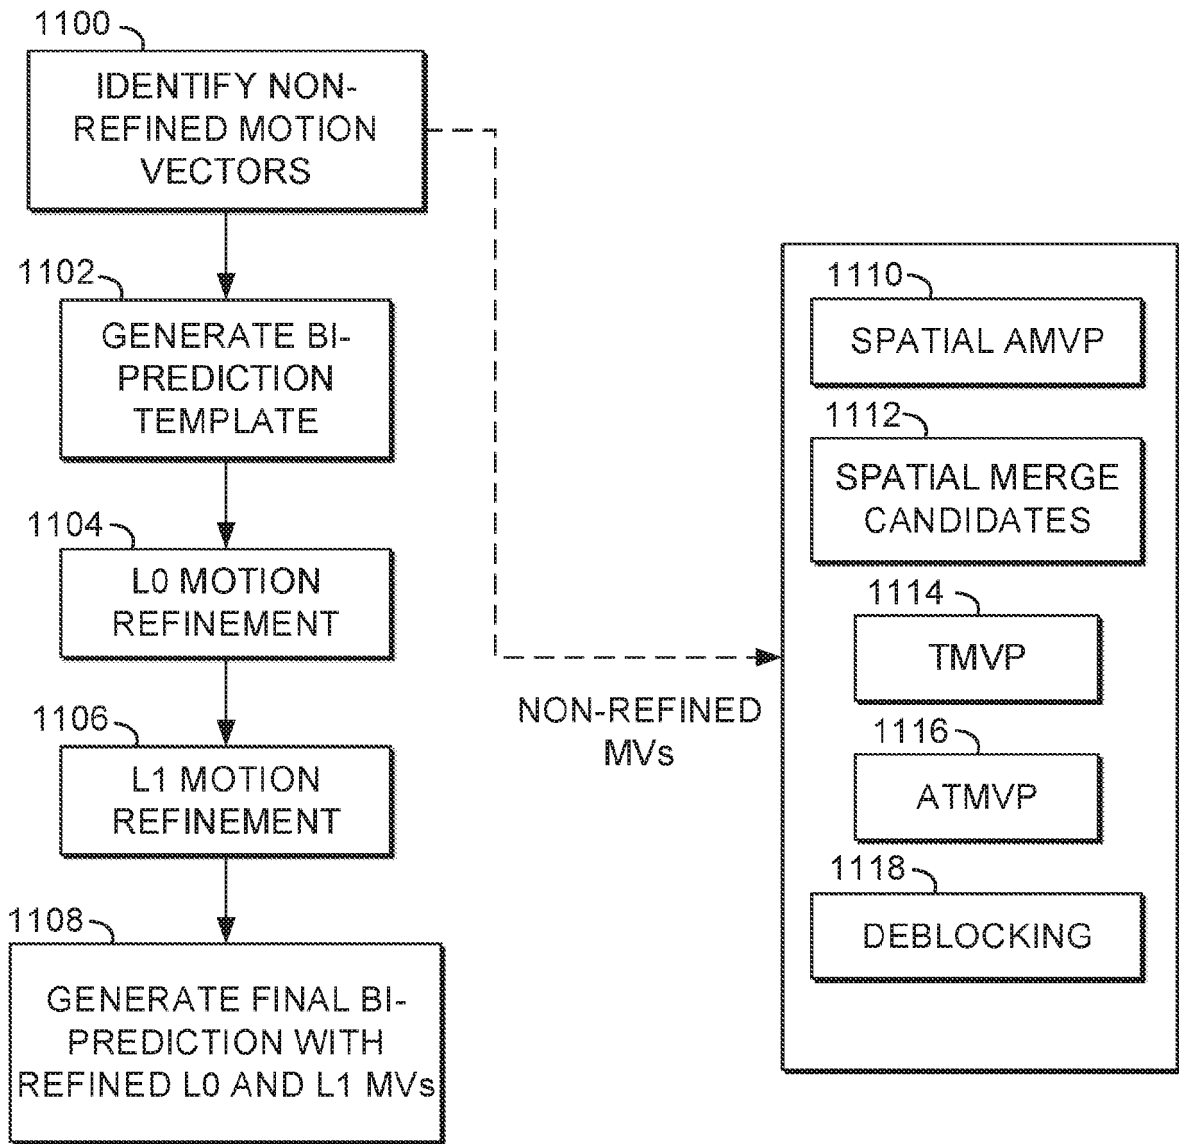 1100
IDENTIFY NON-
REFINED MOTION
VECTORS
1102
GENERATE BI-
PREDICTION
TEMPLATE
1104
L0 MOTION
REFINEMENT
1106
L1 MOTION
REFINEMENT
1108
GENERATE FINAL BI-
PREDICTION WITH
REFINED L0 AND L1 MVs
NON-REFINED
MVs
1110
SPATIAL AMVP
1112
SPATIAL MERGE
CANDIDATES
1114
TMVP
1116
ATMVP
1118
DEBLOCKING